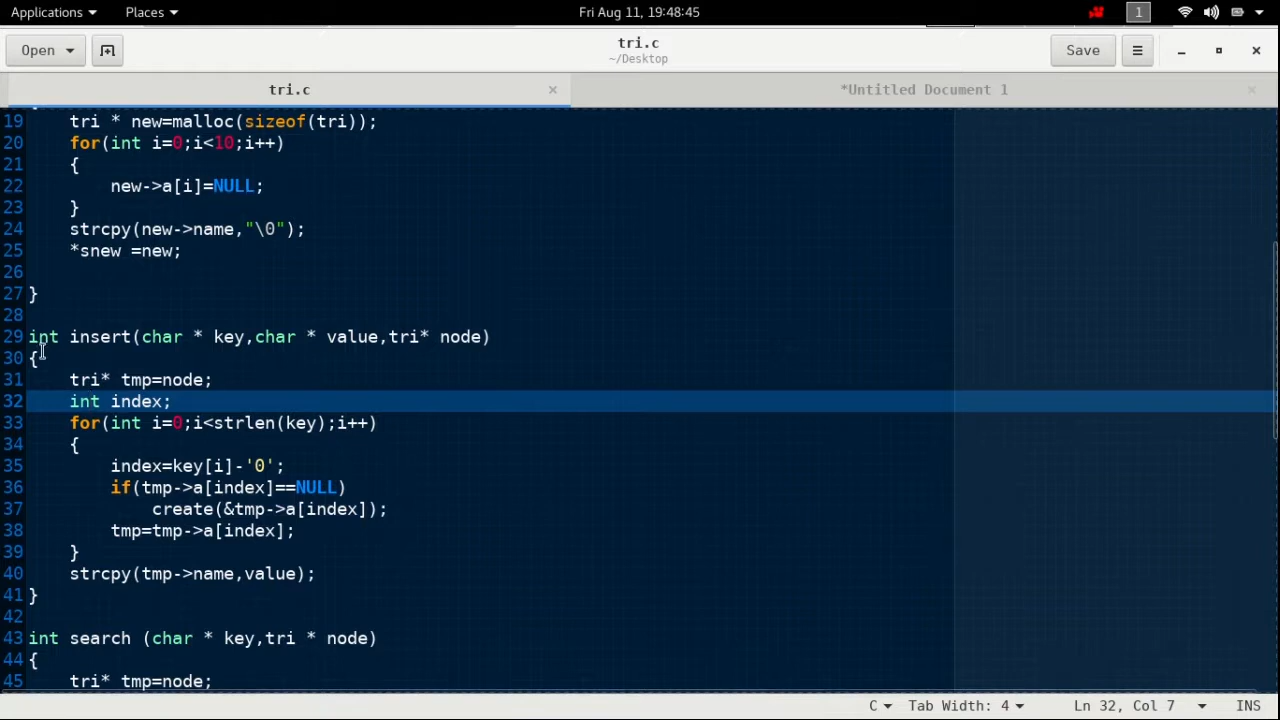 Applications Places Fri Aug 11, 19:48:45 1
Open tri.c Save
~/Desktop
tri.c *Untitled Document 1
{
19 tri * new=malloc(sizeof(tri));
20 for(int i=0;i<10;i++)
21 {
22 new->a[i]=NULL;
23 }
24 strcpy(new->name,"\0");
25 *snew =new;
26
27 }
28
29 int insert(char * key,char * value,tri* node)
30 {
31 tri* tmp=node;
32 int index;
33 for(int i=0;i<strlen(key);i++)
34 {
35 index=key[i]-'0';
36 if(tmp->a[index]==NULL)
37 create(&tmp->a[index]);
38 tmp=tmp->a[index];
39 }
40 strcpy(tmp->name,value);
41 }
42
43 int search (char * key,tri * node)
44 {
45 tri* tmp=node;
C Tab Width: 4 Ln 32, Col 7 INS